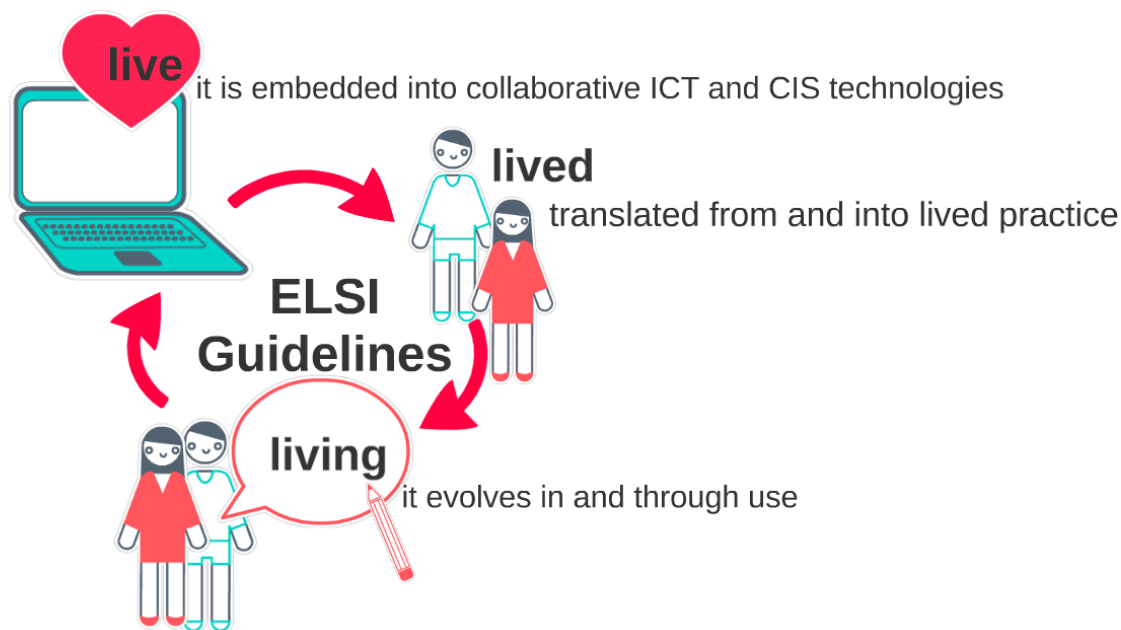 live
it is embedded into collaborative ICT and CIS technologies
lived
translated from and into lived practice
ELSI
Guidelines
living
it evolves in and through use